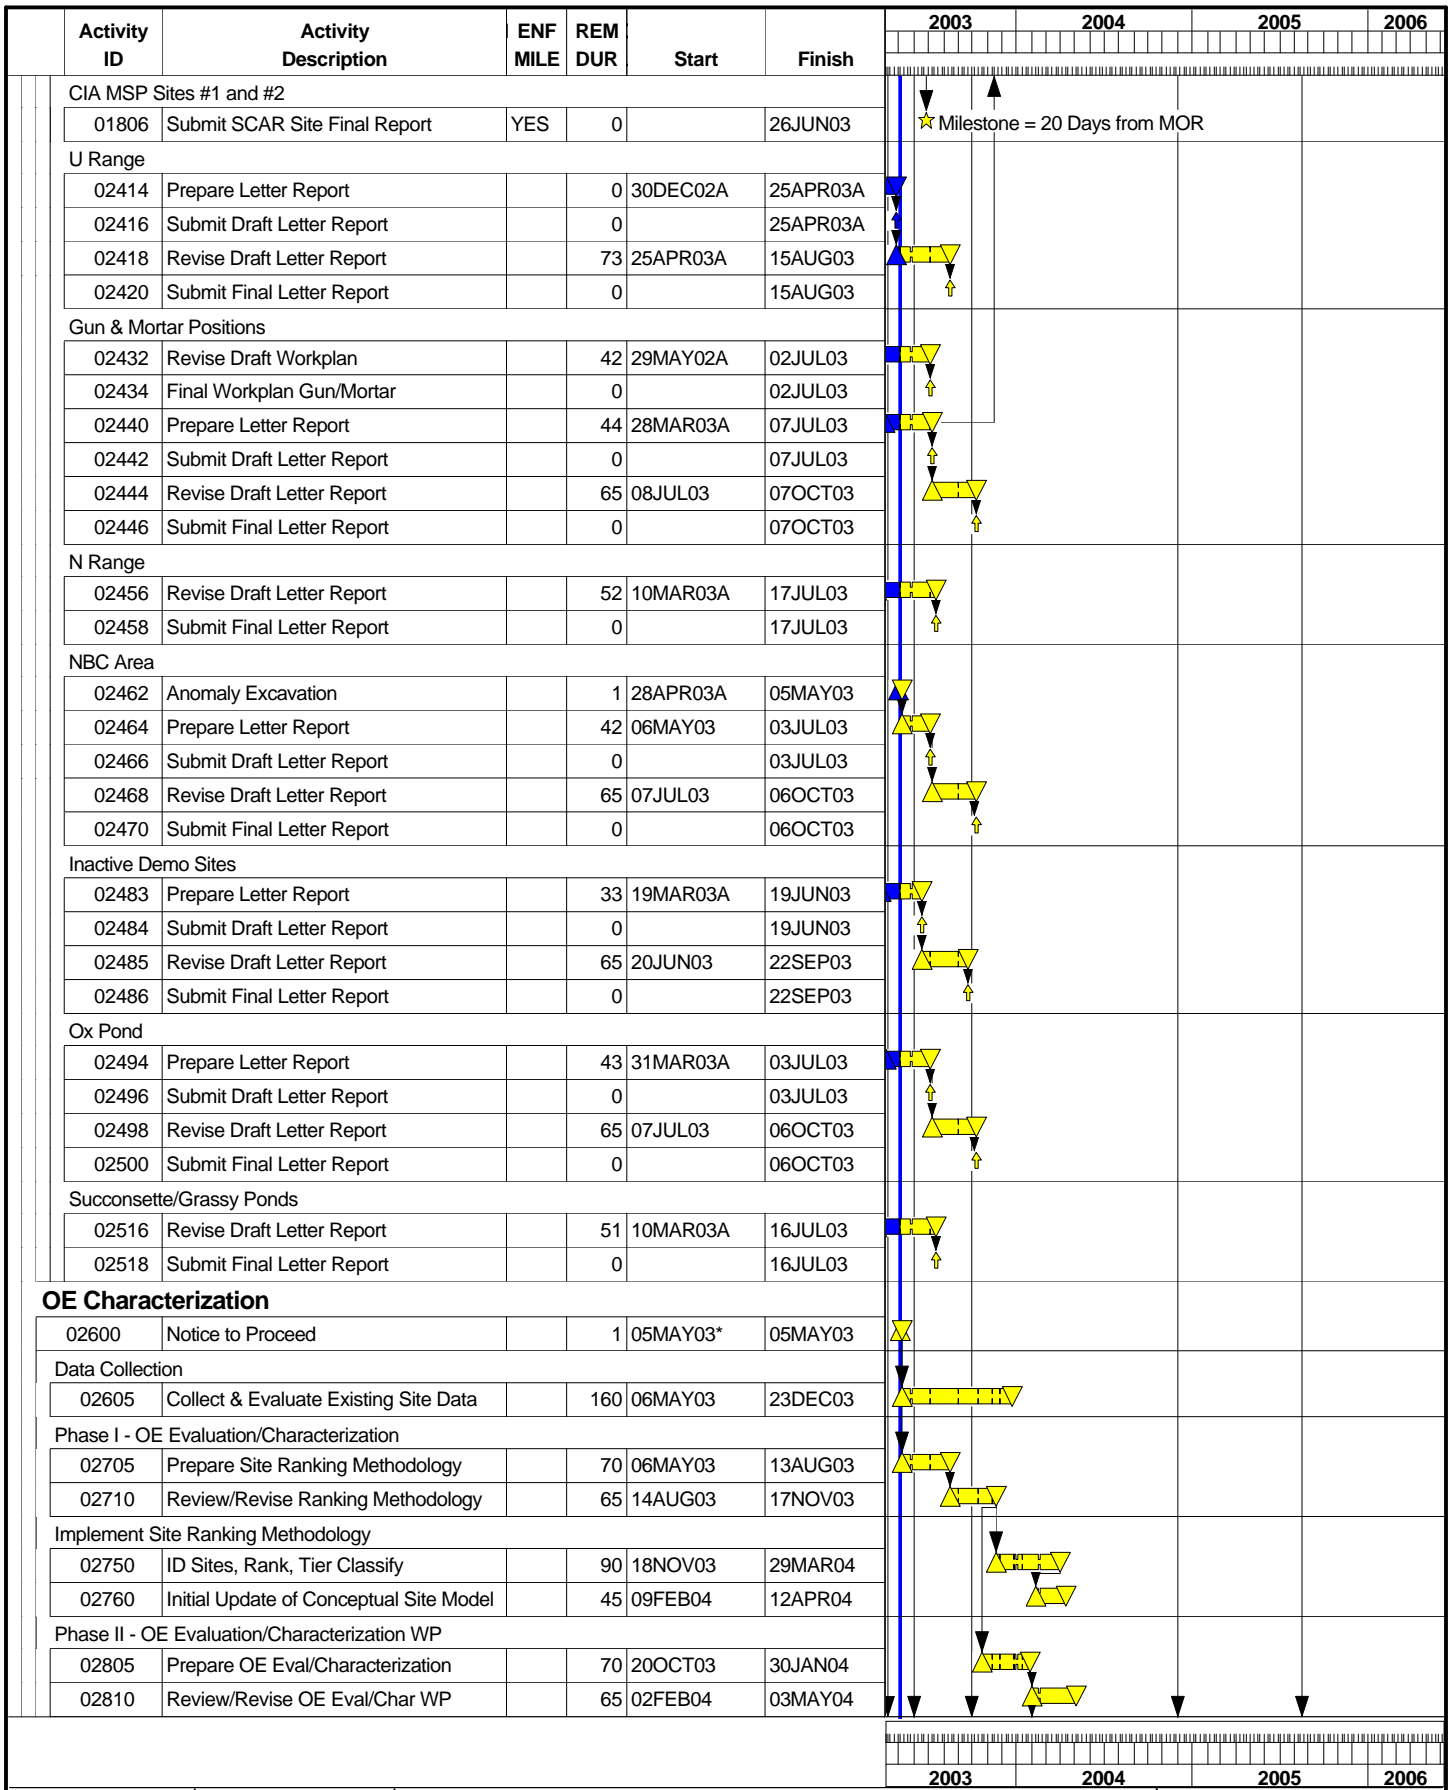 Activity Activity ENF REM 2003 2004 2005 2006
ID Description MILE DUR Start Finish
CIA MSP Sites #1 and #2
01806 Submit SCAR Site Final Report YES 0 26JUN03 Milestone = 20 Days from MOR
U Range
02414 Prepare Letter Report 0 30DEC02A 25APR03A
02416 Submit Draft Letter Report 0 25APR03A
02418 Revise Draft Letter Report 73 25APR03A 15AUG03
02420 Submit Final Letter Report 0 15AUG03
Gun & Mortar Positions
02432 Revise Draft Workplan 42 29MAY02A 02JUL03
02434 Final Workplan Gun/Mortar 0 02JUL03
02440 Prepare Letter Report 44 28MAR03A 07JUL03
02442 Submit Draft Letter Report 0 07JUL03
02444 Revise Draft Letter Report 65 08JUL03 07OCT03
02446 Submit Final Letter Report 0 07OCT03
N Range
02456 Revise Draft Letter Report 52 10MAR03A 17JUL03
02458 Submit Final Letter Report 0 17JUL03
NBC Area
02462 Anomaly Excavation 1 28APR03A 05MAY03
02464 Prepare Letter Report 42 06MAY03 03JUL03
02466 Submit Draft Letter Report 0 03JUL03
02468 Revise Draft Letter Report 65 07JUL03 06OCT03
02470 Submit Final Letter Report 0 06OCT03
Inactive Demo Sites
02483 Prepare Letter Report 33 19MAR03A 19JUN03
02484 Submit Draft Letter Report 0 19JUN03
02485 Revise Draft Letter Report 65 20JUN03 22SEP03
02486 Submit Final Letter Report 0 22SEP03
Ox Pond
02494 Prepare Letter Report 43 31MAR03A 03JUL03
02496 Submit Draft Letter Report 0 03JUL03
02498 Revise Draft Letter Report 65 07JUL03 06OCT03
02500 Submit Final Letter Report 0 06OCT03
Succonsette/Grassy Ponds
02516 Revise Draft Letter Report 51 10MAR03A 16JUL03
02518 Submit Final Letter Report 0 16JUL03
OE Characterization
02600 Notice to Proceed 1 05MAY03* 05MAY03
Data Collection
02605 Collect & Evaluate Existing Site Data 160 06MAY03 23DEC03
Phase I - OE Evaluation/Characterization
02705 Prepare Site Ranking Methodology 70 06MAY03 13AUG03
02710 Review/Revise Ranking Methodology 65 14AUG03 17NOV03
Implement Site Ranking Methodology
02750 ID Sites, Rank, Tier Classify 90 18NOV03 29MAR04
02760 Initial Update of Conceptual Site Model 45 09FEB04 12APR04
Phase II - OE Evaluation/Characterization WP
02805 Prepare OE Eval/Characterization 70 20OCT03 30JAN04
02810 Review/Revise OE Eval/Char WP 65 02FEB04 03MAY04
2003 2004 2005 2006